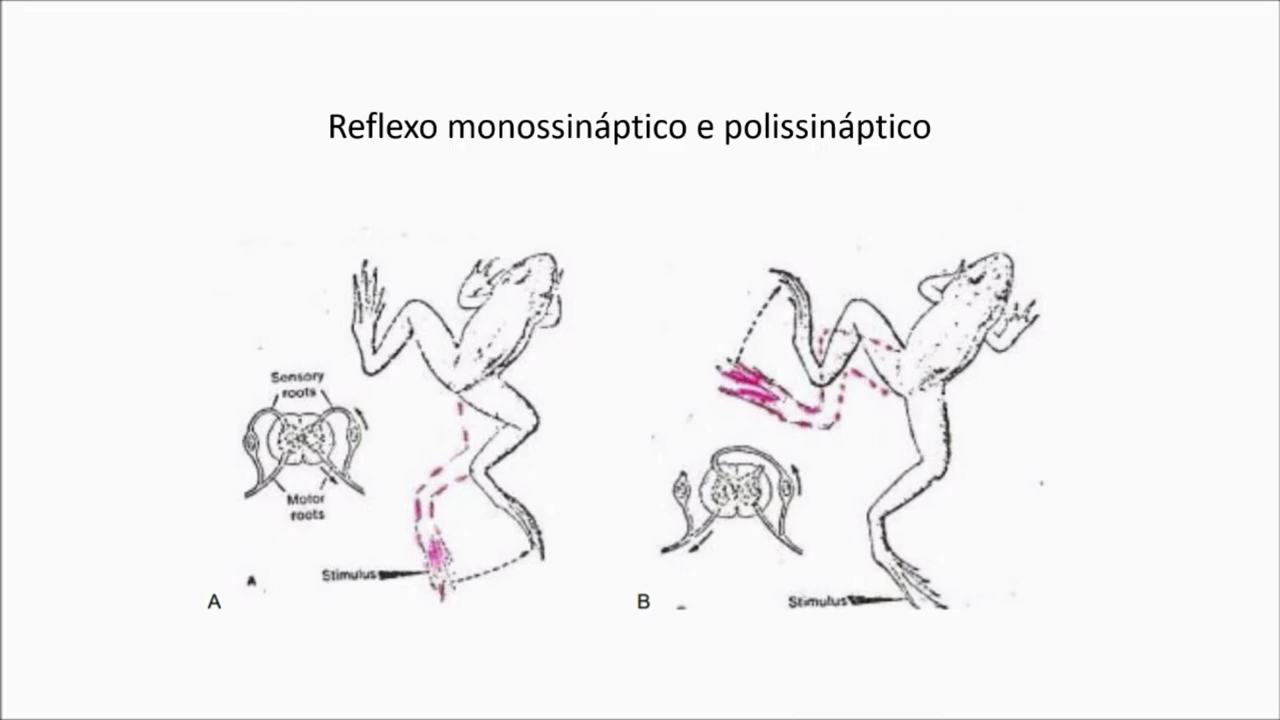 Reflexo monossináptico e polissináptico
Sensory
roots
Motor
roots
Stimulus
A
A
Stimulus
B